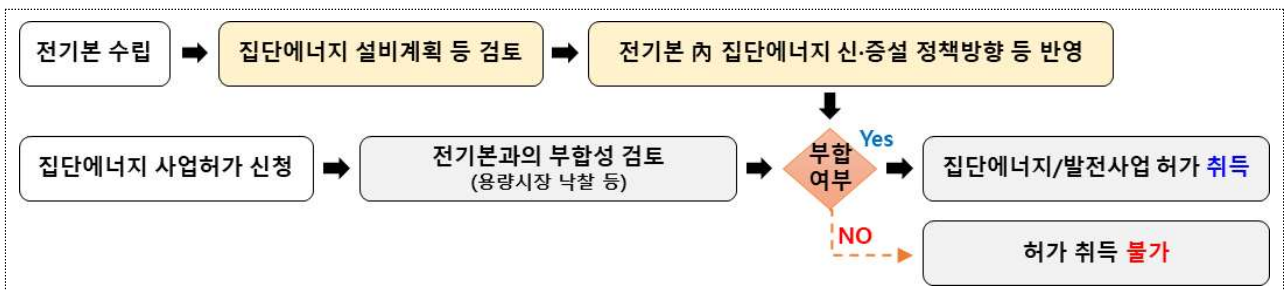 전기본 수립
집단에너지 설비계획 등 검토
전기본 內 집단에너지 신·증설 정책방향 등 반영
집단에너지 사업허가 신청
전기본과의 부합성 검토
(용량시장 낙찰 등)
부합
여부
Yes
집단에너지/발전사업 허가 취득
NO
허가 취득 불가